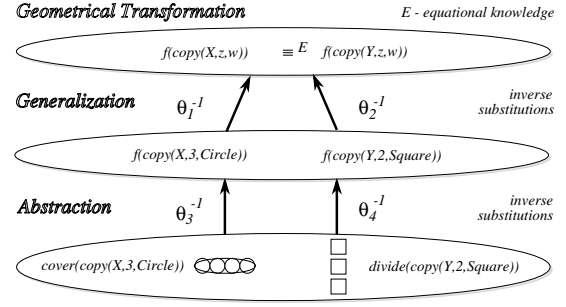 Geometrical Transformation
E - equational knowledge
f(copy(X,z,w)) ≡ E f(copy(Y,z,w))
Generalization
θ₁⁻¹ θ₂⁻¹
inverse
substitutions
f(copy(X,3,Circle)) f(copy(Y,2,Square))
Abstraction
θ₃⁻¹ θ₄⁻¹
inverse
substitutions
cover(copy(X,3,Circle)) divide(copy(Y,2,Square))